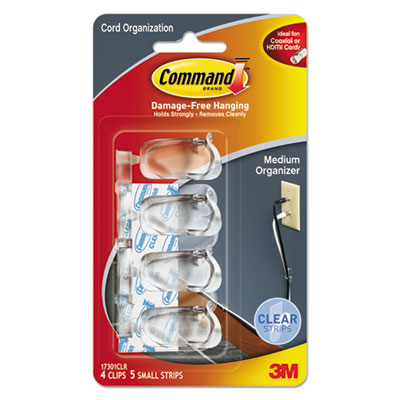 Cord Organization
Ideal for:
Coaxial or
HDMI Cords
Command
BRAND
Damage-Free Hanging
Holds Strongly • Removes Cleanly
Medium
Organizer
CLEAR
CLEAR
STRIPS
17301CLR
4 CLIPS 5 SMALL STRIPS
3M